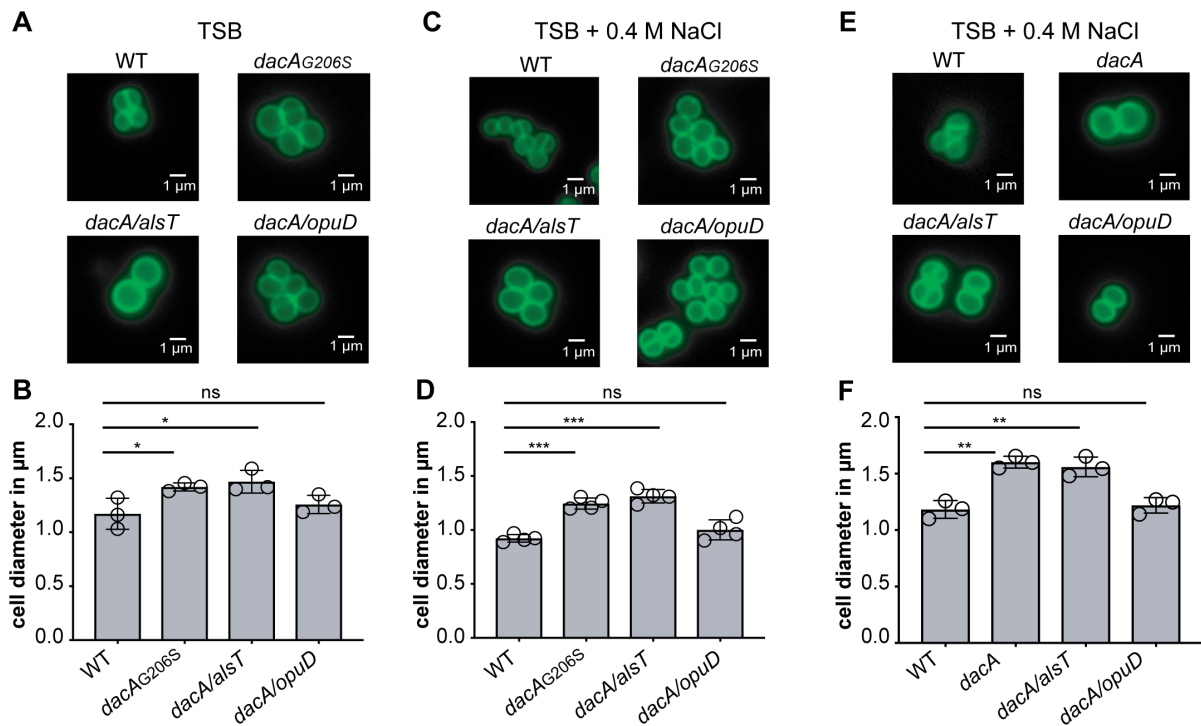 A
TSB
WT
dacAG206S
1 µm
1 µm
dacA/alsT
dacA/opuD
1 µm
1 µm
C
TSB + 0.4 M NaCl
WT
dacAG206S
1 µm
1 µm
dacA/alsT
dacA/opuD
1 µm
1 µm
E
TSB + 0.4 M NaCl
WT
dacA
1 µm
1 µm
dacA/alsT
dacA/opuD
1 µm
1 µm
B
ns
*
*
cell diameter in µm
2.0
1.5
1.0
0.5
0.0
WT
dacAG206S
dacA/alsT
dacA/opuD
D
ns
***
***
cell diameter in µm
2.0
1.5
1.0
0.5
0.0
WT
dacAG206S
dacA/alsT
dacA/opuD
F
ns
**
**
cell diameter in µm
2.0
1.5
1.0
0.5
0.0
WT
dacA
dacA/alsT
dacA/opuD